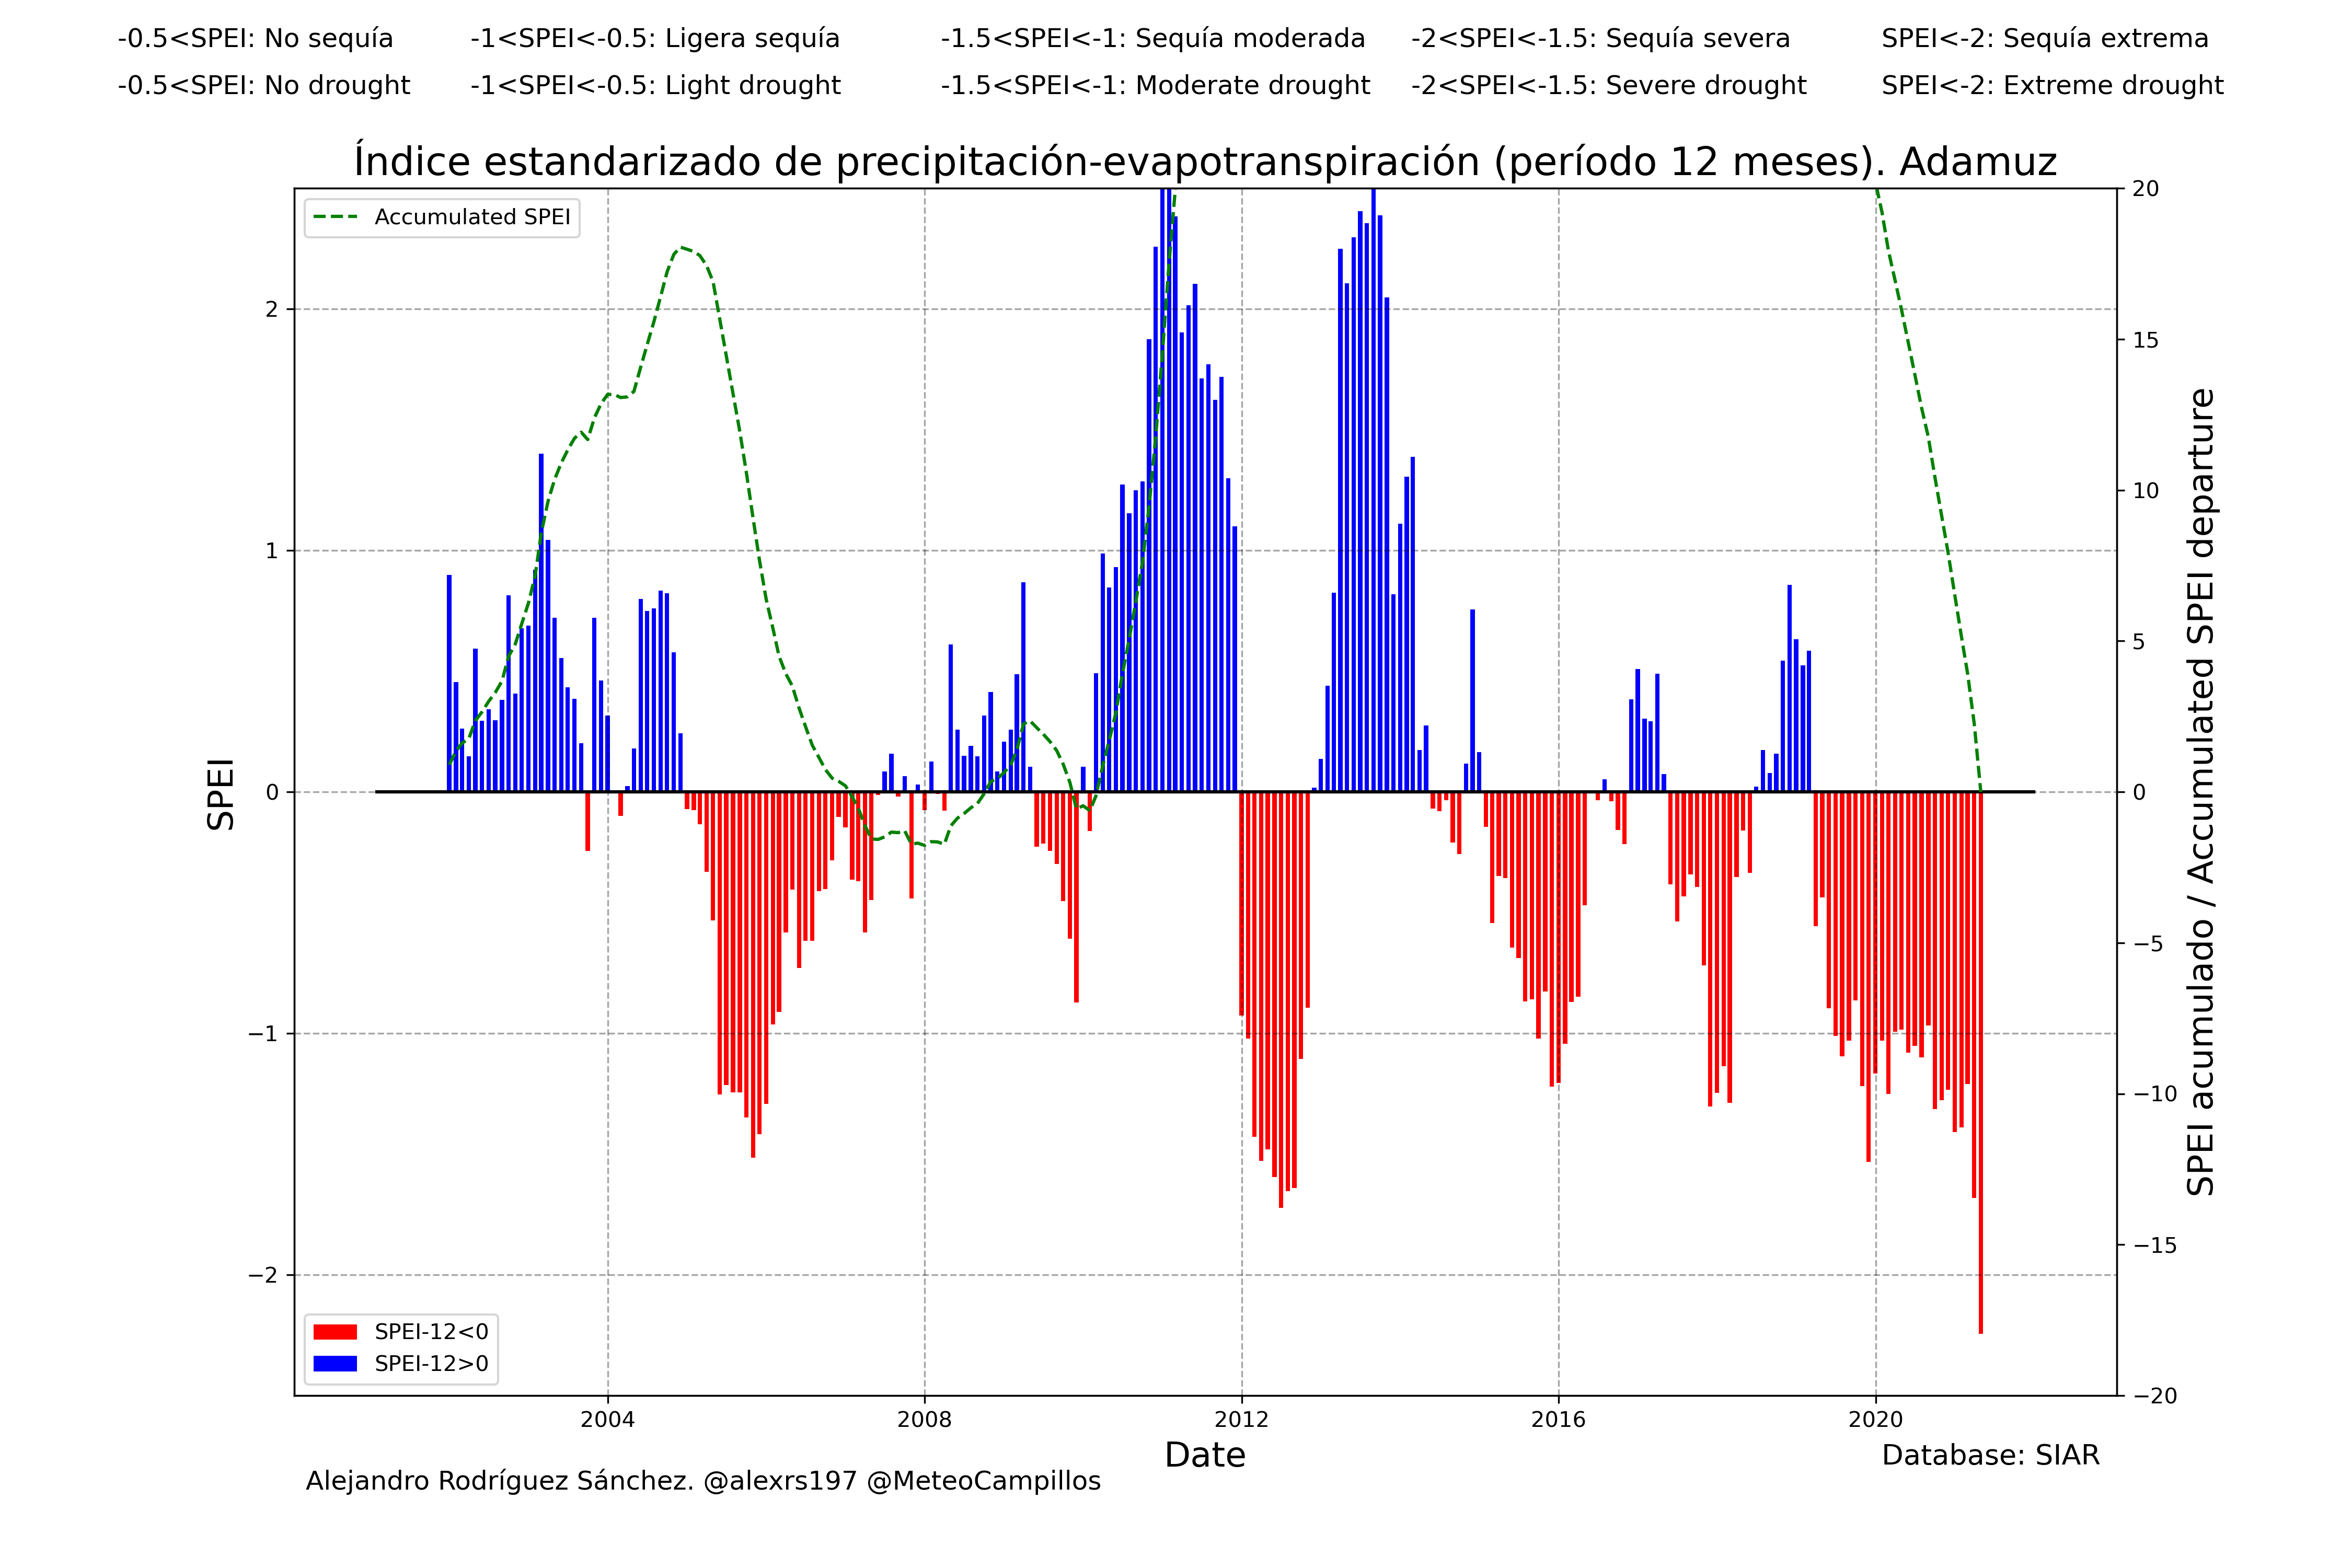 -0.5<SPEI: No sequía -1<SPEI<-0.5: Ligera sequía -1.5<SPEI<-1: Sequía moderada -2<SPEI<-1.5: Sequía severa SPEI<-2: Sequía extrema
-0.5<SPEI: No drought -1<SPEI<-0.5: Light drought -1.5<SPEI<-1: Moderate drought -2<SPEI<-1.5: Severe drought SPEI<-2: Extreme drought
Índice estandarizado de precipitación-evapotranspiración (período 12 meses). Adamuz
Accumulated SPEI
SPEI
2
1
0
−1
−2
20
15
10
5
0
−5
−10
−15
−20
SPEI acumulado / Accumulated SPEI departure
SPEI-12<0
SPEI-12>0
2004 2008 2012 2016 2020
Date
Database: SIAR
Alejandro Rodríguez Sánchez. @alexrs197 @MeteoCampillos